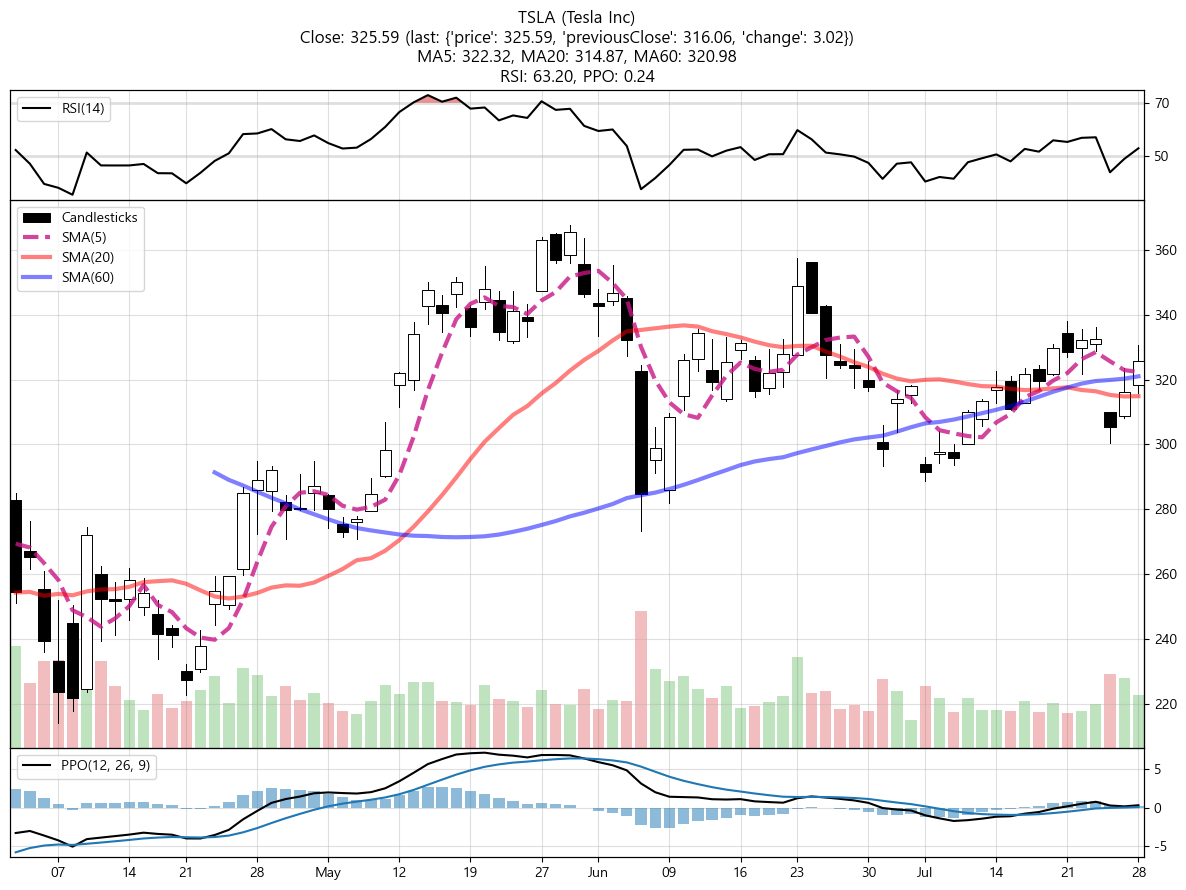 TSLA (Tesla Inc)
Close: 325.59 (last: {'price': 325.59, 'previousClose': 316.06, 'change': 3.02})
MA5: 322.32, MA20: 314.87, MA60: 320.98
RSI: 63.20, PPO: 0.24
RSI(14)
70
50
Candlesticks
SMA(5)
SMA(20)
SMA(60)
360
340
320
300
280
260
240
220
PPO(12, 26, 9)
5
0
-5
07 14 21 28 May 12 19 27 Jun 09 16 23 30 Jul 14 21 28